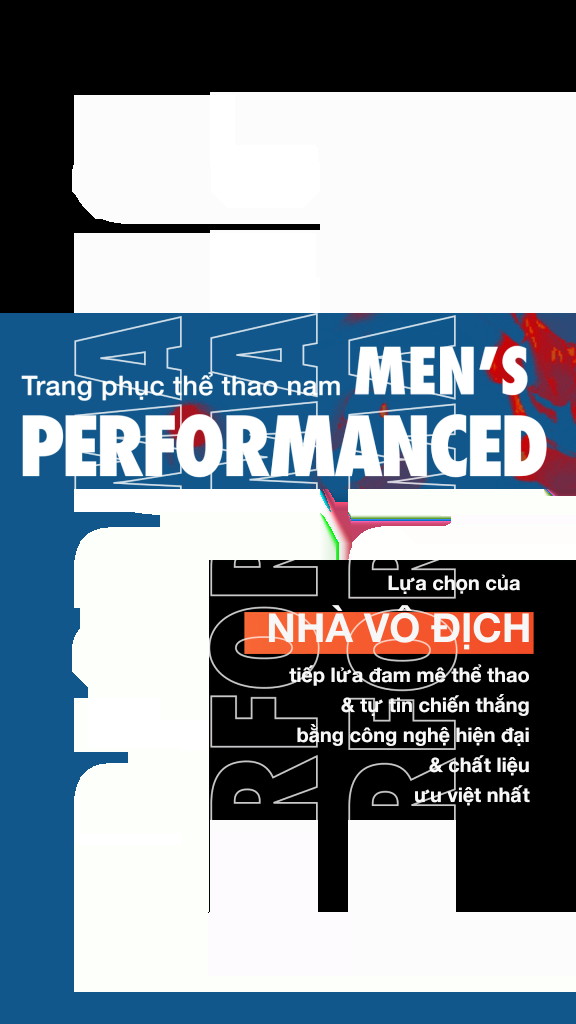 Trang phục thể thao nam MEN'S
PERFORMANCED
Lựa chọn của
NHÀ VÔ ĐỊCH
tiếp lửa đam mê thể thao
& tự tin chiến thắng
bằng công nghệ hiện đại
& chất liệu
ưu việt nhất